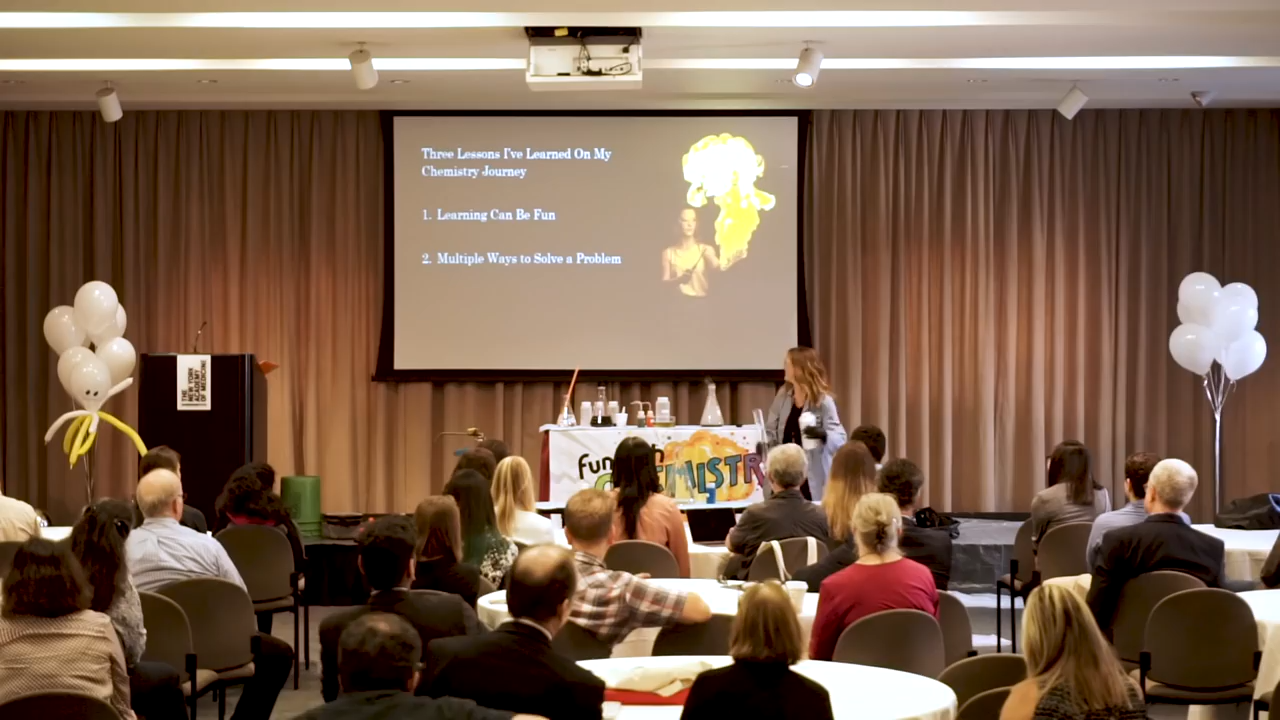 Three Lessons I've Learned On My
Chemistry Journey
1. Learning Can Be Fun
2. Multiple Ways to Solve a Problem
THE
NEW YORK
ACADEMY
OF MEDICINE
Fun